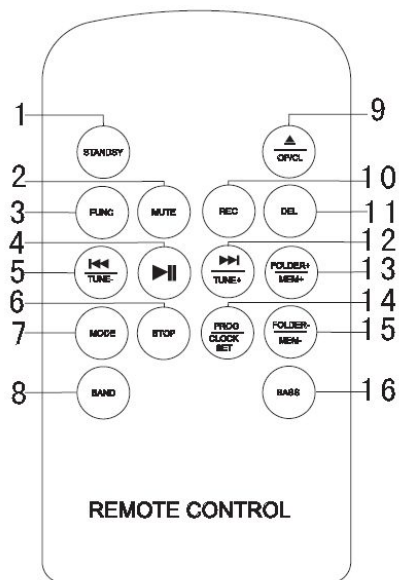 1
9
STANDBY
▲
OP/CL
2
10
3
FUNC
MUTE
REC
DEL
11
4
12
5
|◀◀
TUNE-
▶||
▶▶|
TUNE+
FOLDER+
MEM+
13
6
14
7
MODE
STOP
PROG
CLOCK
SET
FOLDER-
MEM-
15
8
BAND
BASS
16
REMOTE CONTROL